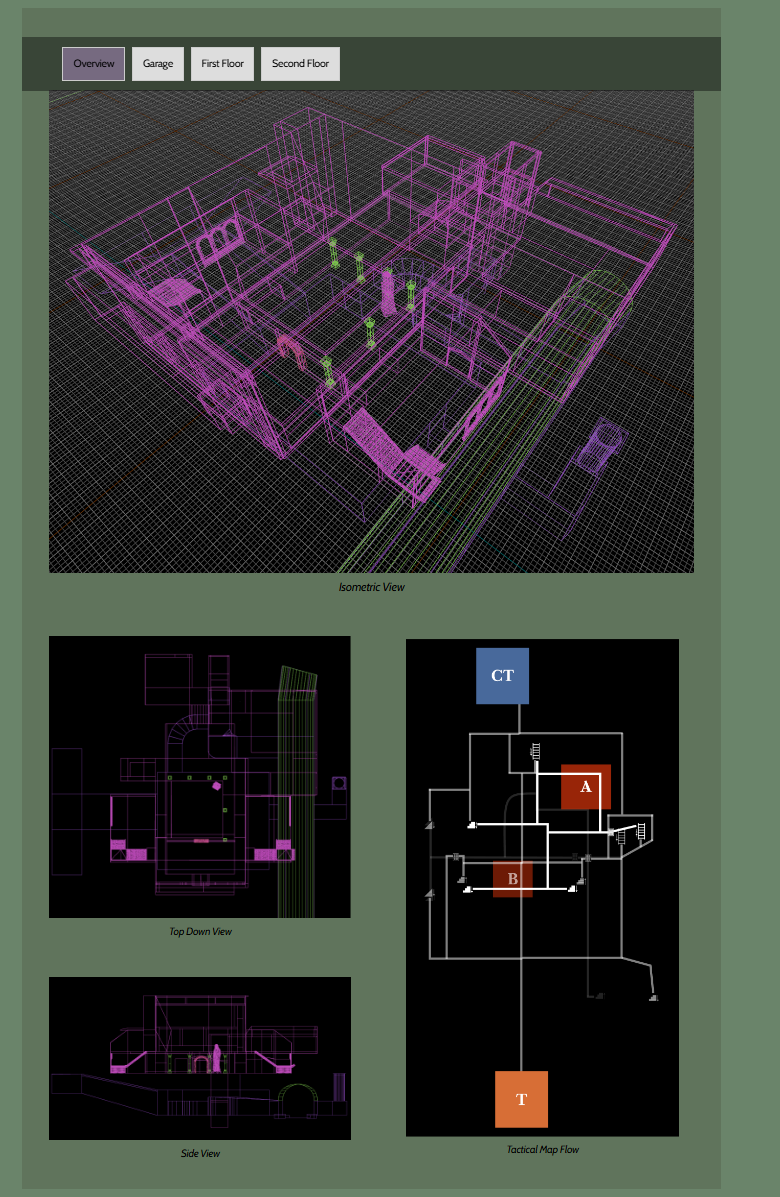 Overview Garage First Floor Second Floor
Isometric View
CT
A
B
T
Top Down View
Side View
Tactical Map Flow